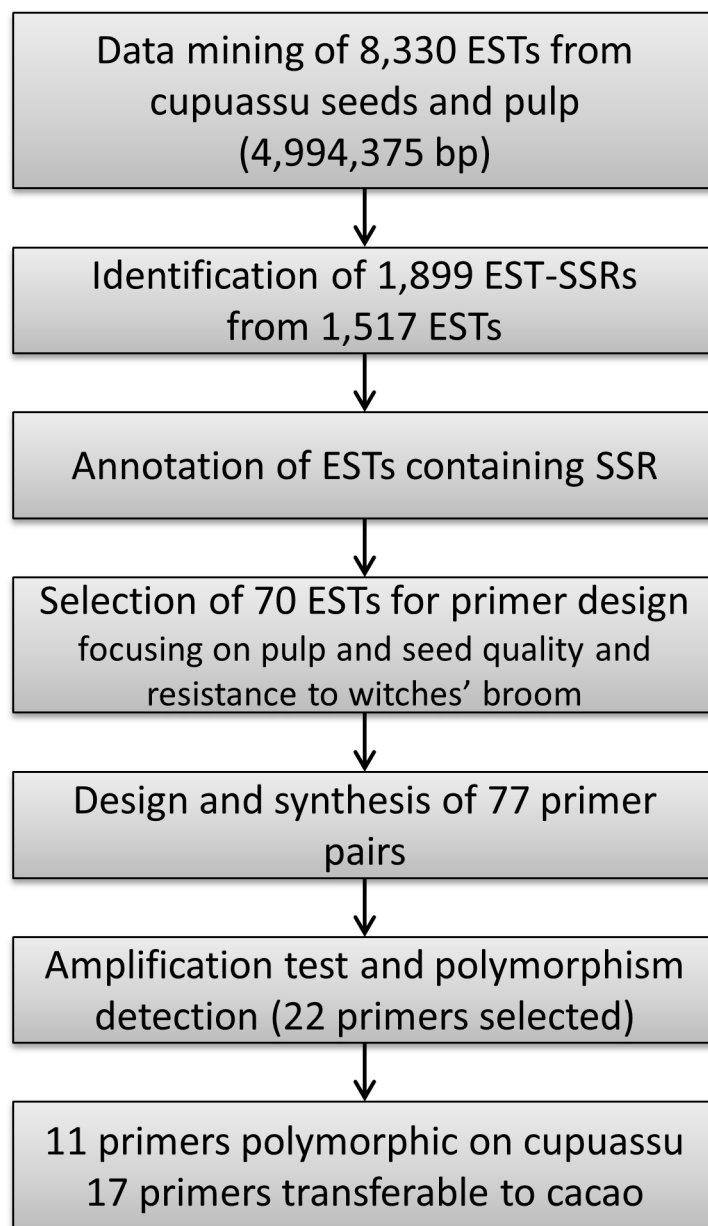 Data mining of 8,330 ESTs from
cupuassu seeds and pulp
(4,994,375 bp)
Identification of 1,899 EST-SSRs
from 1,517 ESTs
Annotation of ESTs containing SSR
Selection of 70 ESTs for primer design
focusing on pulp and seed quality and
resistance to witches’ broom
Design and synthesis of 77 primer
pairs
Amplification test and polymorphism
detection (22 primers selected)
11 primers polymorphic on cupuassu
17 primers transferable to cacao